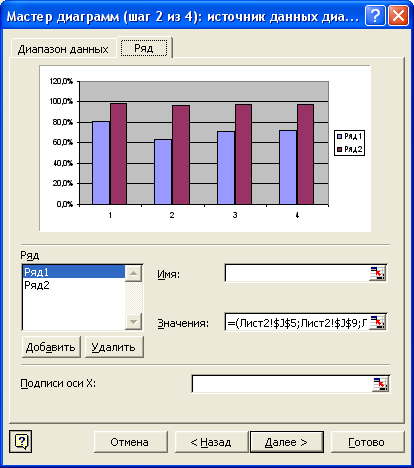 Мастер диаграмм (шаг 2 из 4): источник данных диа...
Диапазон данных
Ряд
120,0%
100,0%
80,0%
60,0%
40,0%
20,0%
0,0%
1 2 3 4
Ряд1
Ряд2
Ряд
Ряд1
Ряд2
Имя:
Значения:
=(Лист2!$J$5;Лист2!$J$9;Л
Добавить
Удалить
Подписи оси X:
Отмена
< Назад
Далее >
Готово